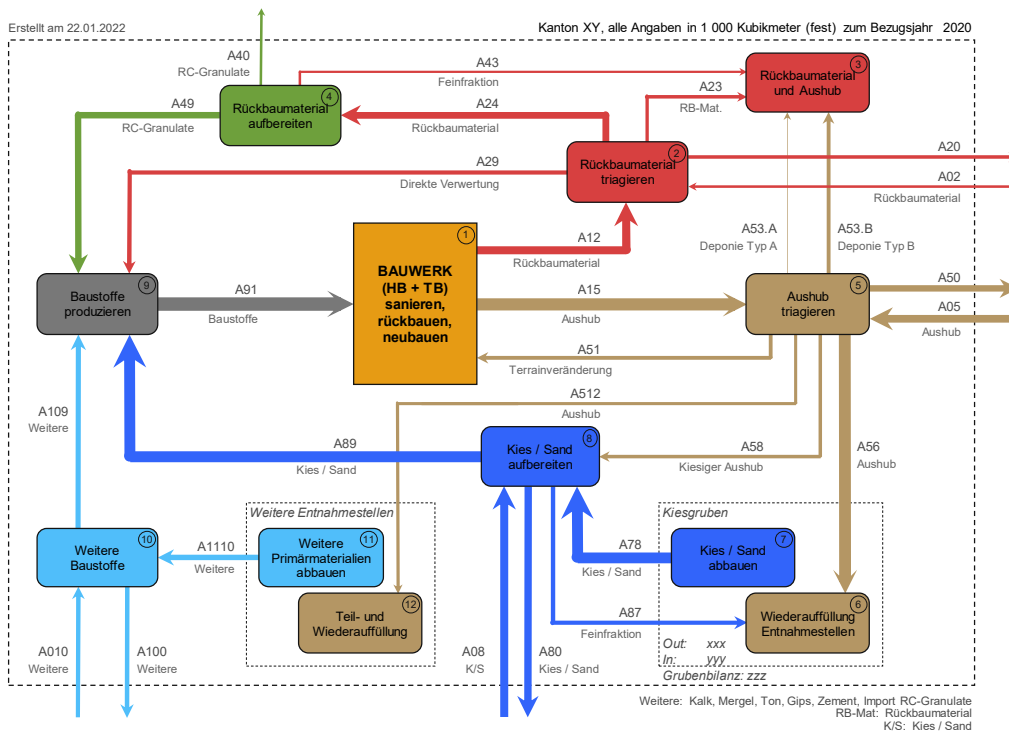 Erstellt am 22.01.2022
Kanton XY, alle Angaben in 1 000 Kubikmeter (fest) zum Bezugsjahr 2020
A40
RC-Granulate
A43
Feinfraktion
3
Rückbaumaterial
und Aushub
A23
RB-Mat.
4
Rückbaumaterial
aufbereiten
A49
RC-Granulate
A24
Rückbaumaterial
2
Rückbaumaterial
triagieren
A20
A02
Rückbaumaterial
A29
Direkte Verwertung
A12
Rückbaumaterial
A53.A
Deponie Typ A
A53.B
Deponie Typ B
1
BAUWERK
(HB + TB)
sanieren,
rückbauen,
neubauen
9
Baustoffe
produzieren
A91
Baustoffe
A15
Aushub
5
Aushub
triagieren
A50
A05
Aushub
A51
Terrainveränderung
A512
Aushub
A109
Weitere
A89
Kies / Sand
8
Kies / Sand
aufbereiten
A58
Kiesiger Aushub
A56
Aushub
Weitere Entnahmestellen
Kiesgruben
10
Weitere
Baustoffe
A1110
Weitere
11
Weitere
Primärmaterialien
abbauen
A78
Kies / Sand
7
Kies / Sand
abbauen
12
Teil- und
Wiederauffüllung
A87
Feinfraktion
6
Wiederauffüllung
Entnahmestellen
A010
Weitere
A100
Weitere
A08
K/S
A80
Kies / Sand
Out: xxx
In: yyy
Grubenbilanz: zzz
Weitere: Kalk, Mergel, Ton, Gips, Zement, Import RC-Granulate
RB-Mat: Rückbaumaterial
K/S: Kies / Sand